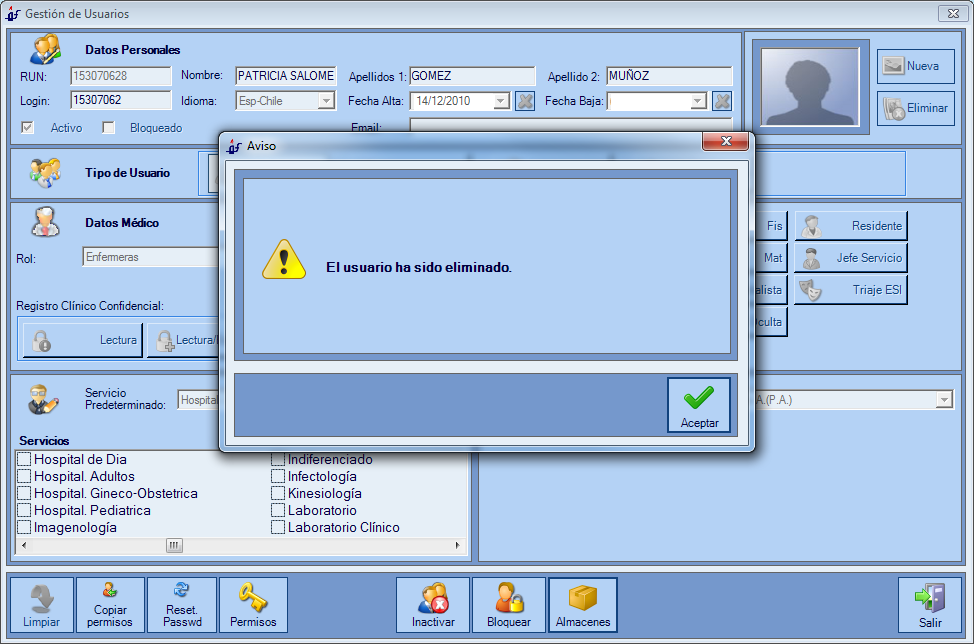 Gestión de Usuarios
Datos Personales
RUN: 153070628 Nombre: PATRICIA SALOME Apellidos 1: GOMEZ Apellido 2: MUÑOZ
Login: 15307062 Idioma: Esp-Chile Fecha Alta: 14/12/2010 Fecha Baja:
Activo Bloqueado Email:
Nueva
Eliminar
Aviso
El usuario ha sido eliminado.
Aceptar
Tipo de Usuario
Datos Médico
Rol: Enfermeras
Fis Residente
Mat Jefe Servicio
alista Triaje ESI
Oculta
Registro Clínico Confidencial:
Lectura Lectura/
Servicio
Predeterminado: Hospital
A.(P.A.)
Servicios
Hospital de Dia Indiferenciado
Hospital. Adultos Infectología
Hospital. Gineco-Obstetrica Kinesiología
Hospital. Pediatrica Laboratorio
Imagenología Laboratorio Clínico
Limpiar
Copiar
permisos
Reset.
Passwd
Permisos
Inactivar
Bloquear
Almacenes
Salir